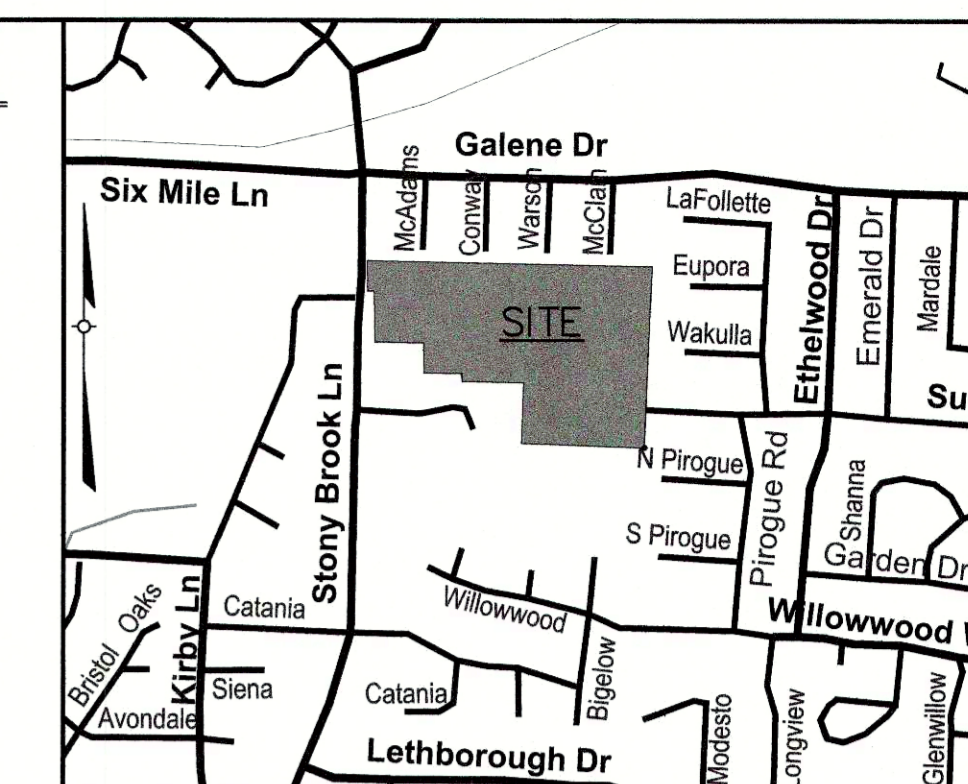 =
Galene Dr
Six Mile Ln
McAdams
Conway
Warson
McClain
LaFollette
Eupora
Wakulla
Ethelwood Dr
Emerald Dr
Mardale
SITE
Su
Stony Brook Ln
N Pirogue
S Pirogue
Pirogue Rd
Shanna
Garden Dr
Willowwood
Willowwood W
Catania
Kirby Ln
Bristol Oaks
Siena
Avondale
Catania
Bigelow
Lethborough Dr
Modesto
Longview
Glenwillow